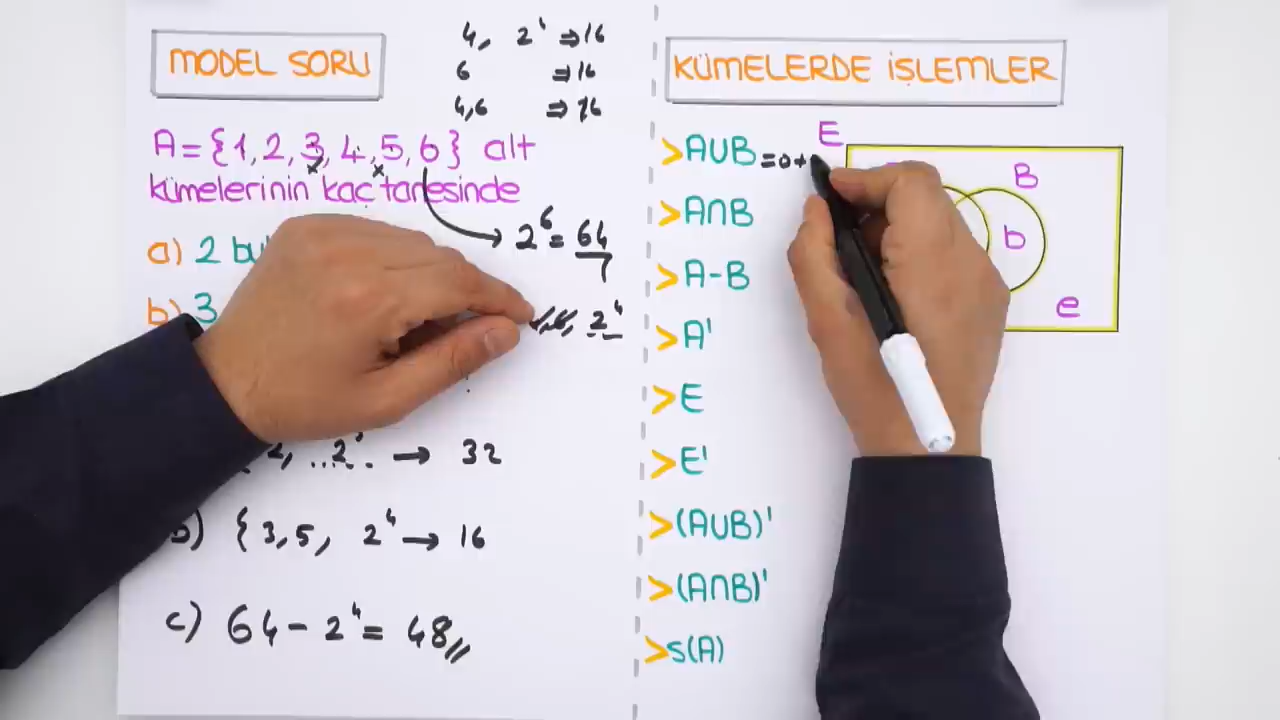 MODEL SORU
4, 2⁴ ⇒ 16
6 ⇒ 16
4,6 ⇒ 16
A = {1, 2, 3, 4, 5, 6} alt
kümelerinin kaç tanesinde
→ 2⁶ = 64
a) 2
b) 3
2⁴
2, ...2⁵. → 32
b) {3,5, 2⁴ → 16
c) 64 - 2⁴ = 48
KÜMELERDE İŞLEMLER
>AUB =a+
>A∩B
>A-B
>A'
>E
>E'
>(AUB)'
>(A∩B)'
>s(A)
E
B
b
e